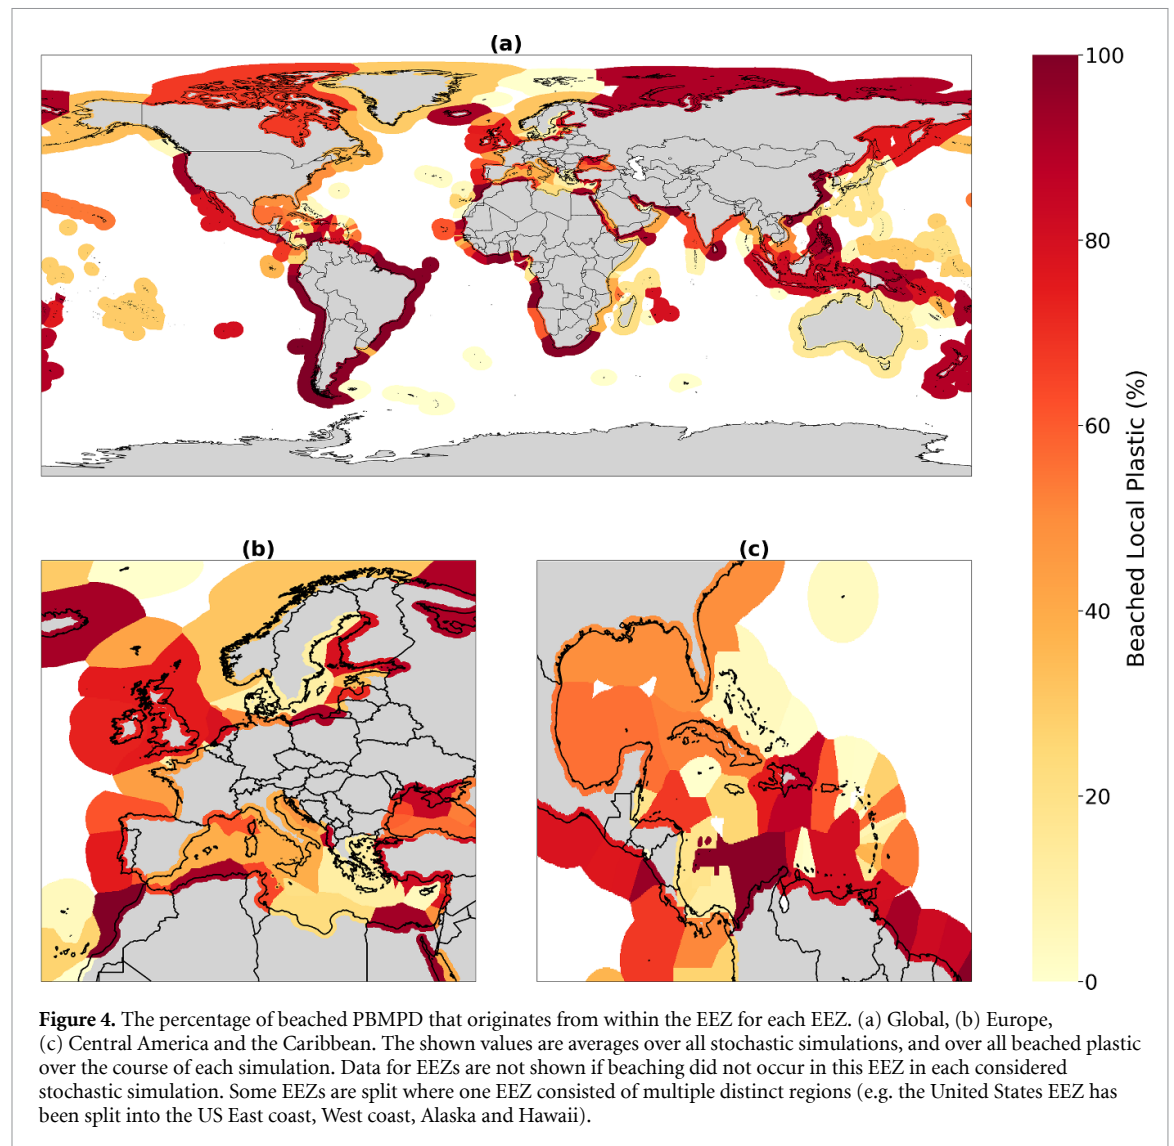 (a)
100
80
60
40
20
0
Beached Local Plastic (%)
(b)
(c)
Figure 4. The percentage of beached PBMPD that originates from within the EEZ for each EEZ. (a) Global, (b) Europe,
(c) Central America and the Caribbean. The shown values are averages over all stochastic simulations, and over all beached plastic
over the course of each simulation. Data for EEZs are not shown if beaching did not occur in this EEZ in each considered
stochastic simulation. Some EEZs are split where one EEZ consisted of multiple distinct regions (e.g. the United States EEZ has
been split into the US East coast, West coast, Alaska and Hawaii).